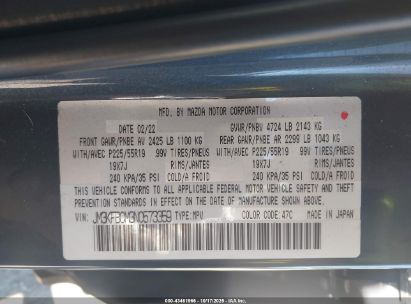 MFD. BY MAZDA MOTOR CORPORATION
DATE 02/22 GVWR/PNBV 4724 LB 2143 KG
FRONT GAWR/PNBE AV 2425 LB 1100 KG REAR GAWR/PNBE AR 2299 LB 1043 KG
WITH/AVEC P225/55R19 99V TIRES/PNEUS WITH/AVEC P225/55R19 99V TIRES/PNEUS
19X7J RIMS/JANTES 19X7J RIMS/JANTES
240 KPA/35 PSI COLD/A FROID 240 KPA/35 PSI COLD/A FROID
THIS VEHICLE CONFORMS TO ALL APPLICABLE FEDERAL MOTOR VEHICLE SAFETY, BUMPER, AND THEFT
PREVENTION STANDARDS IN EFFECT ON THE DATE OF MANUFACTURE SHOWN ABOVE.
JM3KFBCM3N0573359 TYPE:MPV COLOR CODE:47C MADE IN JAPAN